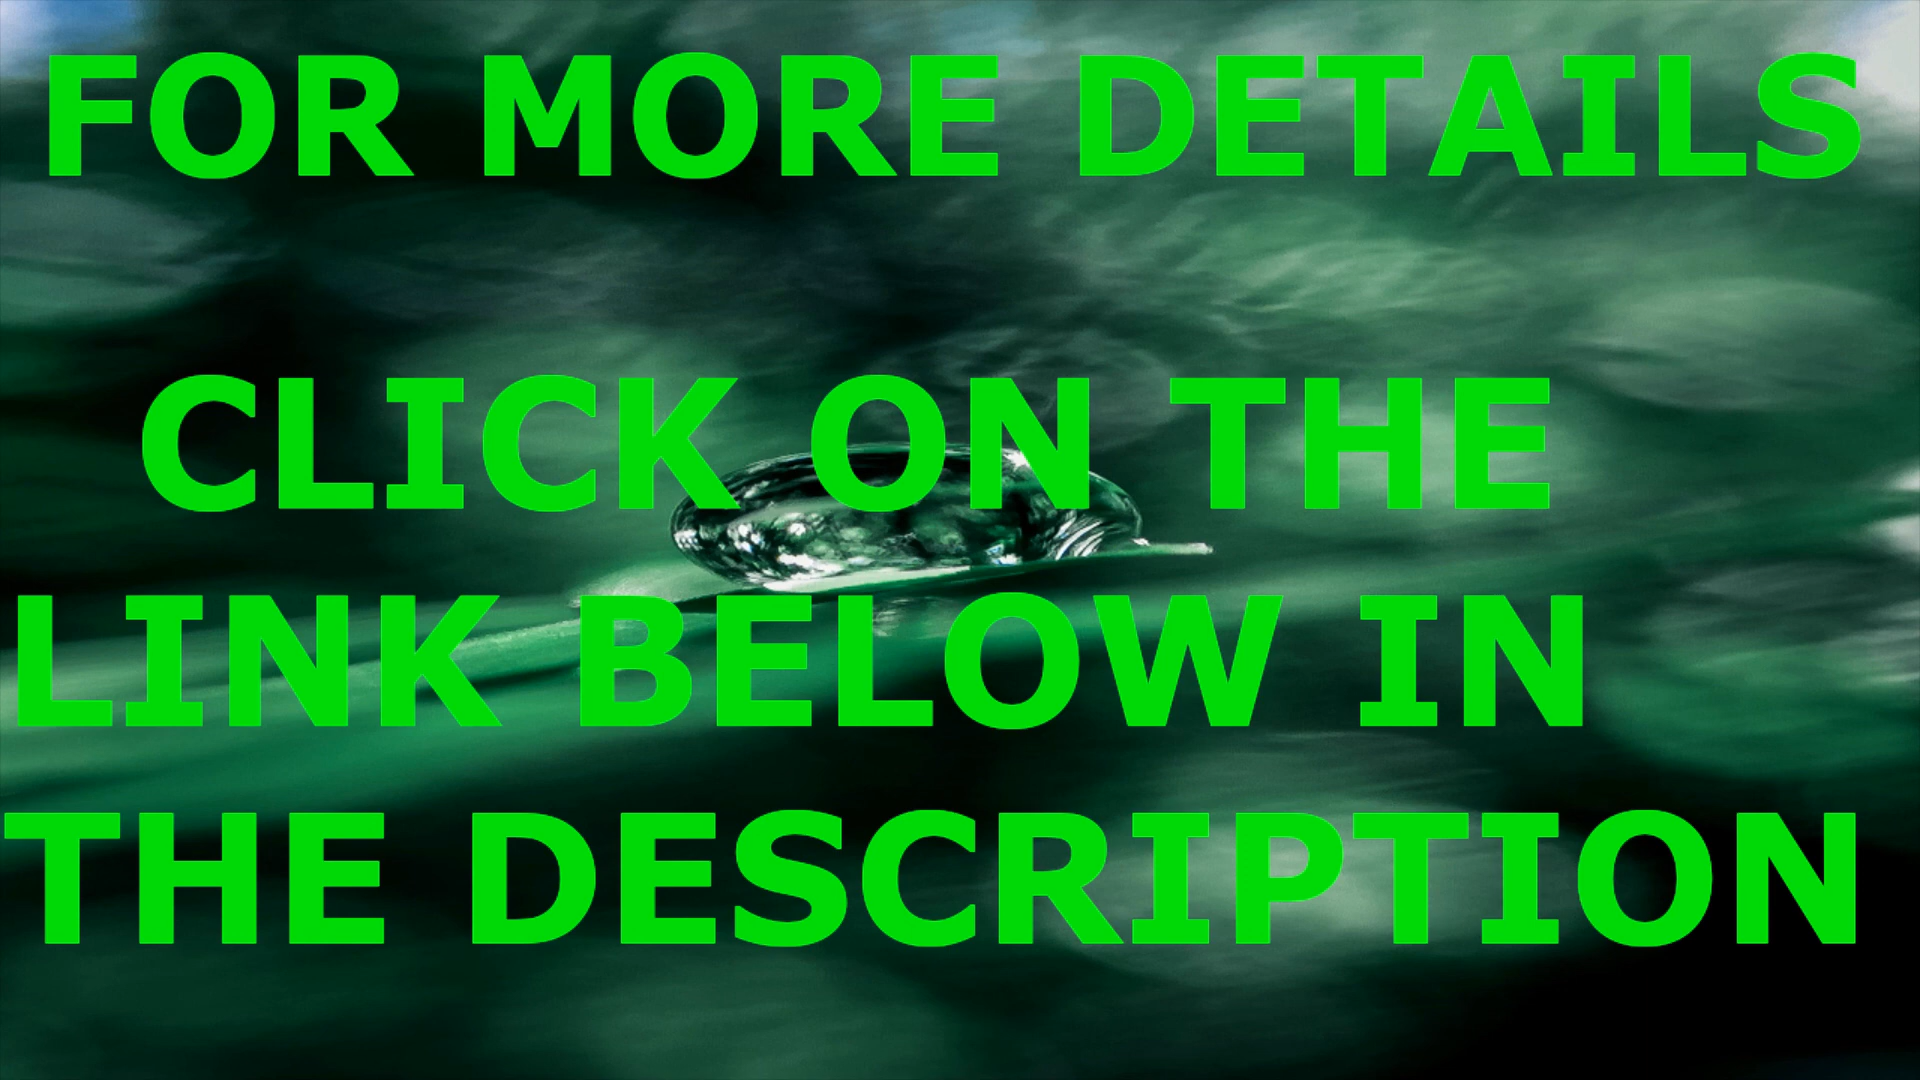 FOR MORE DETAILS
CLICK ON THE
LINK BELOW IN
THE DESCRIPTION